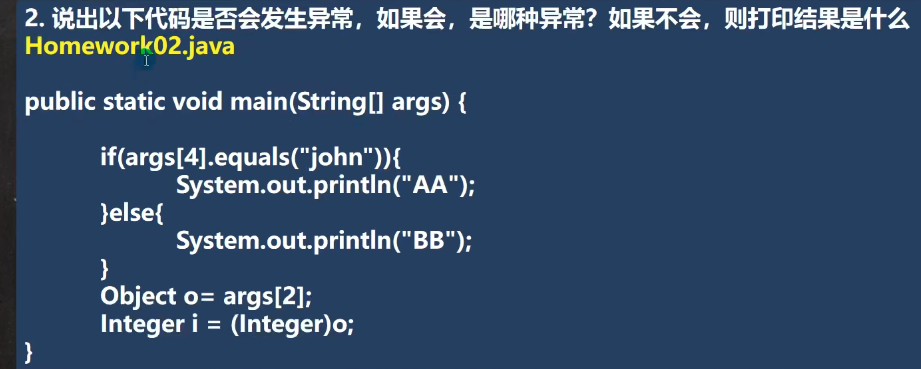 2. 说出以下代码是否会发生异常，如果会，是哪种异常？如果不会，则打印结果是什么
Homework02.java
public static void main(String[] args) {
if(args[4].equals("john")){
System.out.println("AA");
}else{
System.out.println("BB");
}
Object o= args[2];
Integer i = (Integer)o;
}